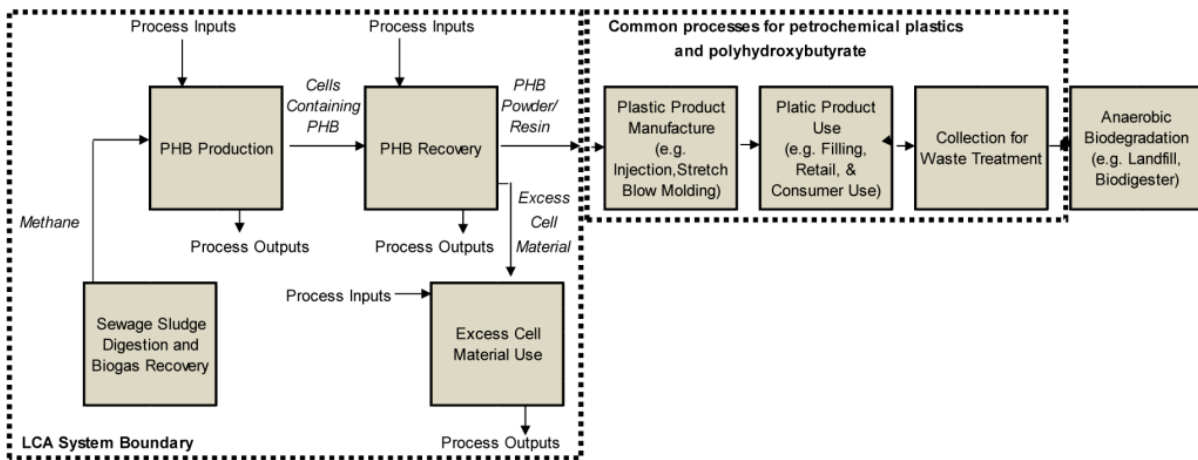 Process Inputs
Process Inputs
Common processes for petrochemical plastics
and polyhydroxybutyrate
Cells
Containing
PHB
PHB
Powder/
Resin
PHB Production
PHB Recovery
Plastic Product
Manufacture
(e.g.
Injection,Stretch
Blow Molding)
Platic Product
Use
(e.g. Filling,
Retail, &
Consumer Use)
Collection for
Waste Treatment
Anaerobic
Biodegradation
(e.g. Landfill,
Biodigester)
Methane
Process Outputs
Process Outputs
Excess
Cell
Material
Process Inputs
Sewage Sludge
Digestion and
Biogas Recovery
Excess Cell
Material Use
LCA System Boundary
Process Outputs